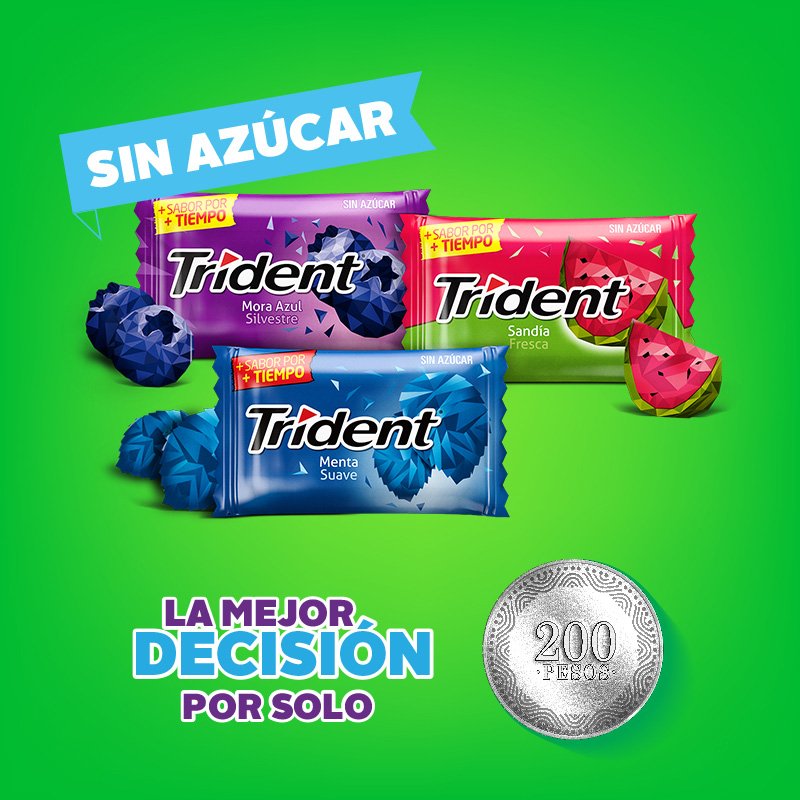 SIN AZÚCAR
+ SABOR POR
+ TIEMPO
SIN AZÚCAR
Trident
Mora Azul
Silvestre
+ SABOR POR
+ TIEMPO
SIN AZÚCAR
Trident
Sandía
Fresca
+ SABOR POR
+ TIEMPO
SIN AZÚCAR
Trident
Menta
Suave
LA MEJOR
DECISIÓN
POR SOLO
200
·PESOS·